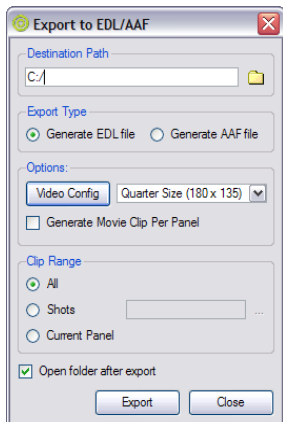 Export to EDL/AAF
Destination Path
C:/
Export Type
Generate EDL file Generate AAF file
Options:
Video Config Quarter Size (180 x 135)
Generate Movie Clip Per Panel
Clip Range
All
Shots ...
Current Panel
Open folder after export
Export Close